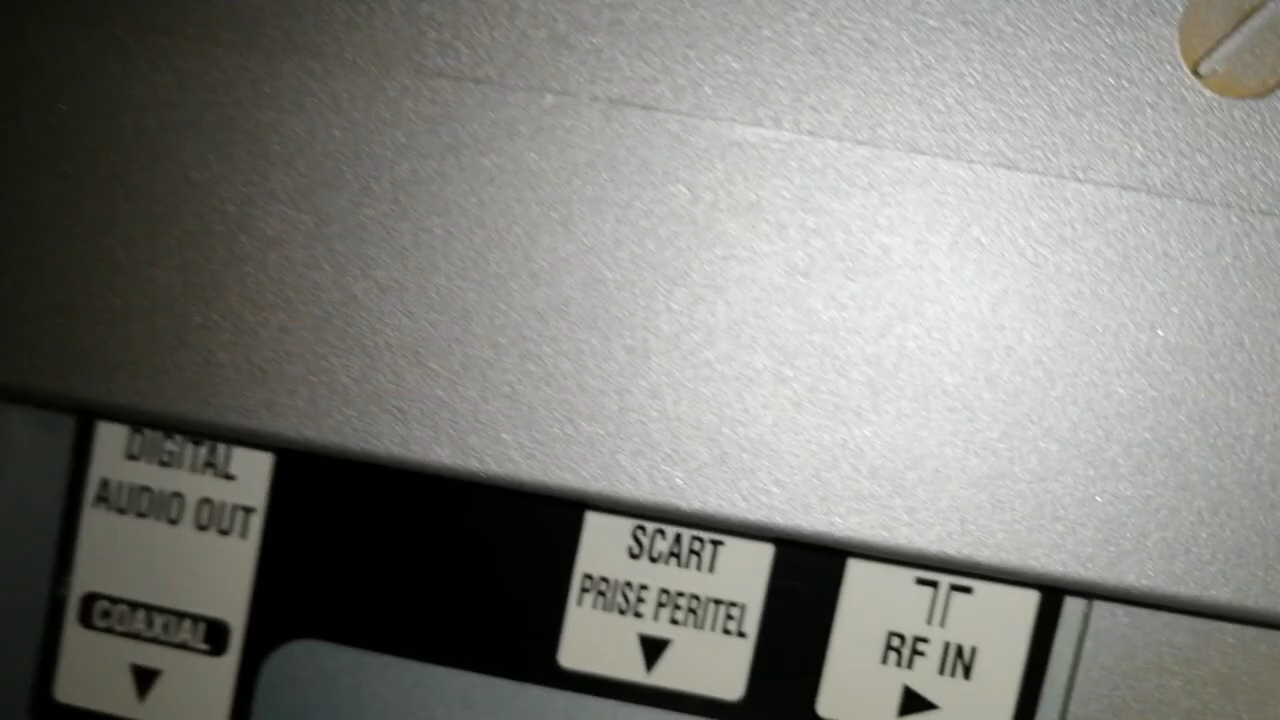 DIGITAL
AUDIO OUT
COAXIAL
SCART
PRISE PERITEL
RF IN